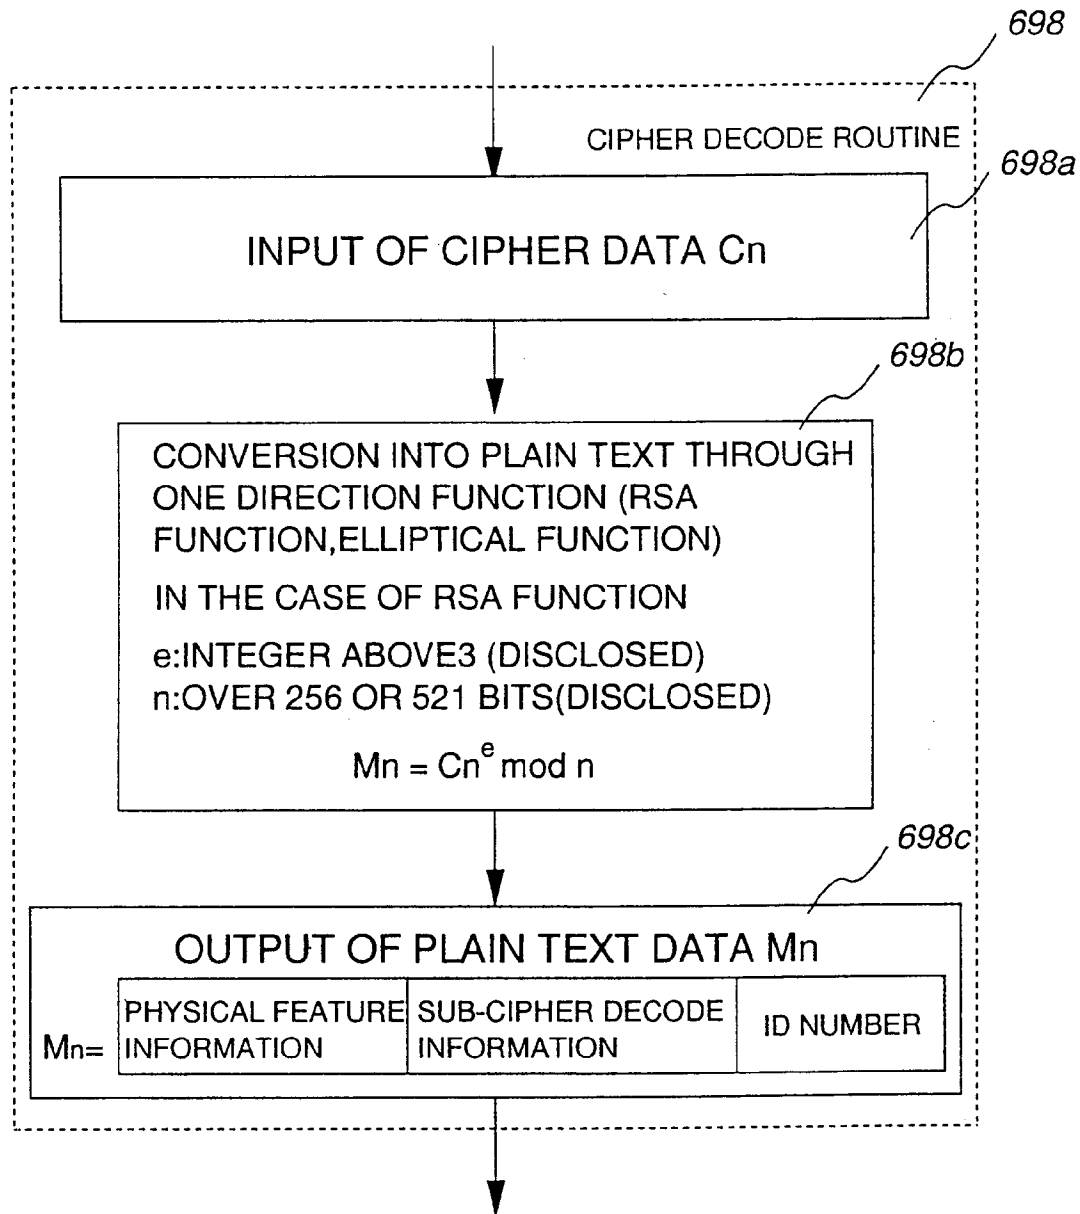 698
CIPHER DECODE ROUTINE
698a
INPUT OF CIPHER DATA Cn
698b
CONVERSION INTO PLAIN TEXT THROUGH
ONE DIRECTION FUNCTION (RSA
FUNCTION,ELLIPTICAL FUNCTION)
IN THE CASE OF RSA FUNCTION
e:INTEGER ABOVE3 (DISCLOSED)
n:OVER 256 OR 521 BITS(DISCLOSED)
Mn = Cn^e mod n
698c
OUTPUT OF PLAIN TEXT DATA Mn
Mn=
PHYSICAL FEATURE
INFORMATION
SUB-CIPHER DECODE
INFORMATION
ID NUMBER